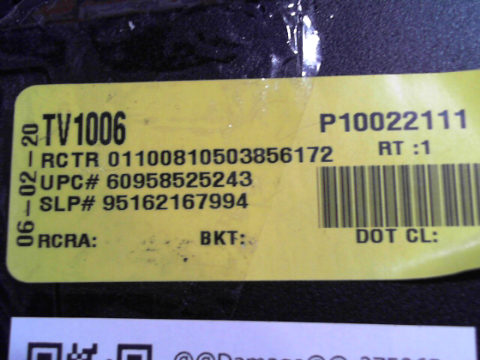 06-02-20
TV1006
P10022111
RCTR 01100810503856172
RT :1
UPC# 60958525243
SLP# 95162167994
RCRA:
BKT:
DOT CL: